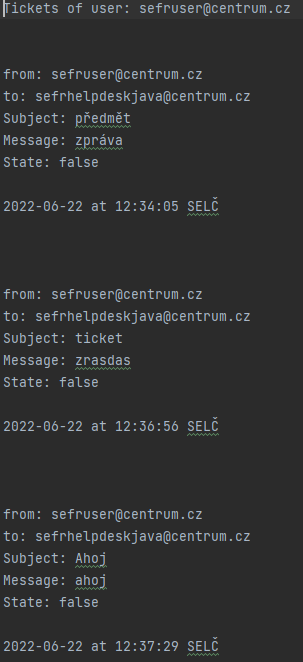 Tickets of user: sefruser@centrum.cz
from: sefruser@centrum.cz
to: sefrhelpdeskjava@centrum.cz
Subject: předmět
Message: zpráva
State: false
2022-06-22 at 12:34:05 SELČ
from: sefruser@centrum.cz
to: sefrhelpdeskjava@centrum.cz
Subject: ticket
Message: zrasdas
State: false
2022-06-22 at 12:36:56 SELČ
from: sefruser@centrum.cz
to: sefrhelpdeskjava@centrum.cz
Subject: Ahoj
Message: ahoj
State: false
2022-06-22 at 12:37:29 SELČ